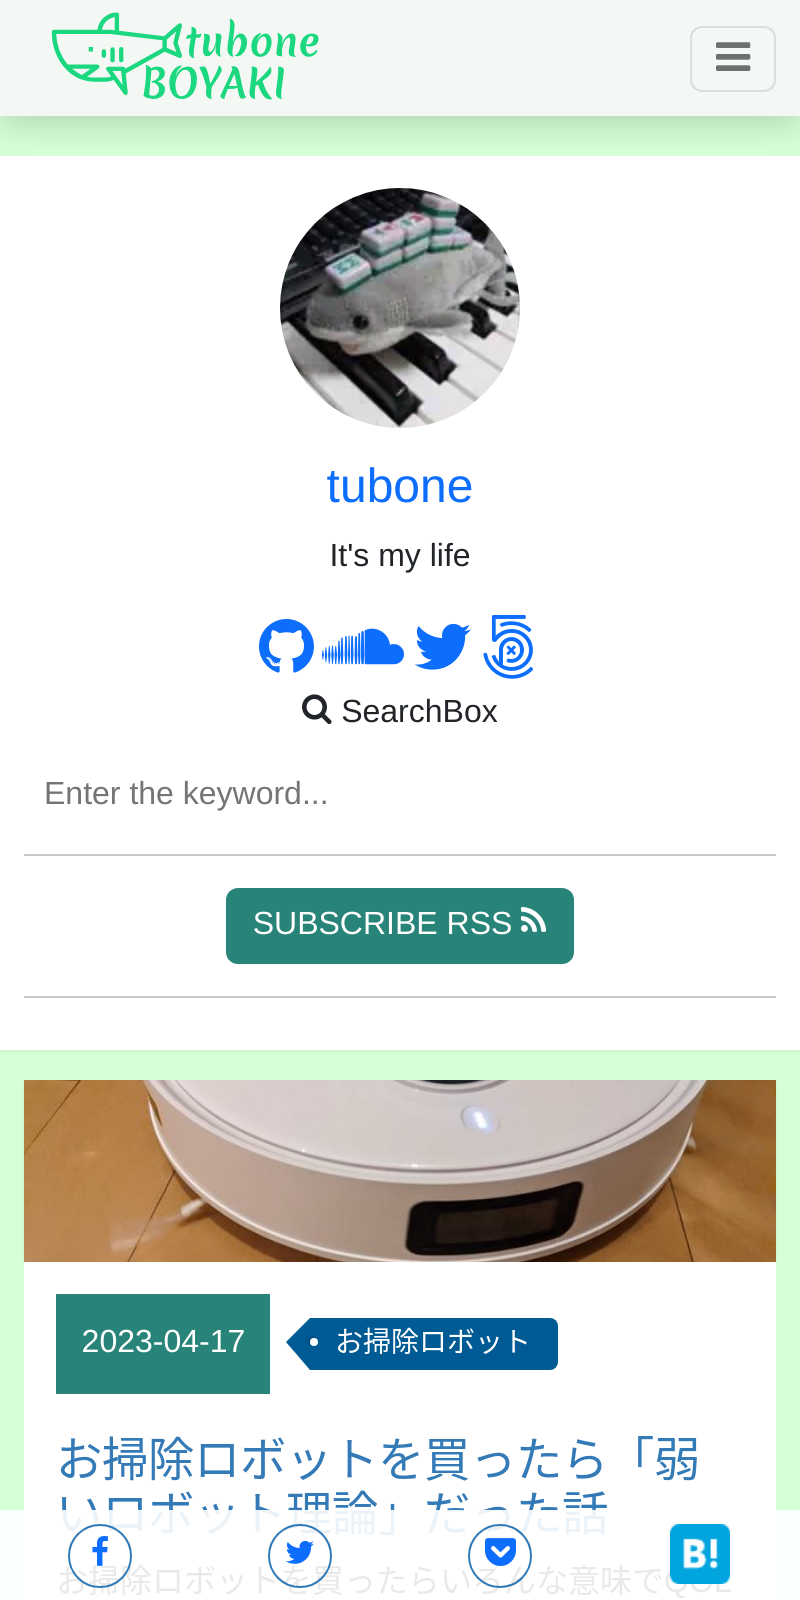 tubone
BOYAKI
tubone
It's my life
SearchBox
Enter the keyword...
SUBSCRIBE RSS
2023-04-17
お掃除ロボット
お掃除ロボットを買ったら「弱
いロボット理論」だった話
お掃除ロボットを買ったらいろんな意味でQOL
B!